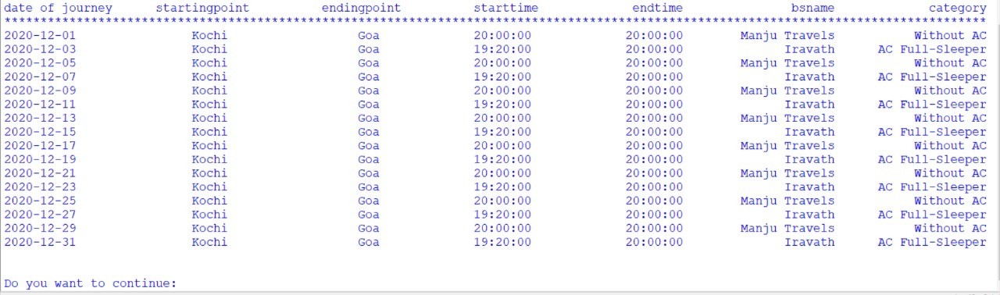 date of journey startingpoint endingpoint starttime endtime bsname category
************************************************************************************************************************************
2020-12-01 Kochi Goa 20:00:00 20:00:00 Manju Travels Without AC
2020-12-03 Kochi Goa 19:20:00 20:00:00 Iravath AC Full-Sleeper
2020-12-05 Kochi Goa 20:00:00 20:00:00 Manju Travels Without AC
2020-12-07 Kochi Goa 19:20:00 20:00:00 Iravath AC Full-Sleeper
2020-12-09 Kochi Goa 20:00:00 20:00:00 Manju Travels Without AC
2020-12-11 Kochi Goa 19:20:00 20:00:00 Iravath AC Full-Sleeper
2020-12-13 Kochi Goa 20:00:00 20:00:00 Manju Travels Without AC
2020-12-15 Kochi Goa 19:20:00 20:00:00 Iravath AC Full-Sleeper
2020-12-17 Kochi Goa 20:00:00 20:00:00 Manju Travels Without AC
2020-12-19 Kochi Goa 19:20:00 20:00:00 Iravath AC Full-Sleeper
2020-12-21 Kochi Goa 20:00:00 20:00:00 Manju Travels Without AC
2020-12-23 Kochi Goa 19:20:00 20:00:00 Iravath AC Full-Sleeper
2020-12-25 Kochi Goa 20:00:00 20:00:00 Manju Travels Without AC
2020-12-27 Kochi Goa 19:20:00 20:00:00 Iravath AC Full-Sleeper
2020-12-29 Kochi Goa 20:00:00 20:00:00 Manju Travels Without AC
2020-12-31 Kochi Goa 19:20:00 20:00:00 Iravath AC Full-Sleeper
Do you want to continue: